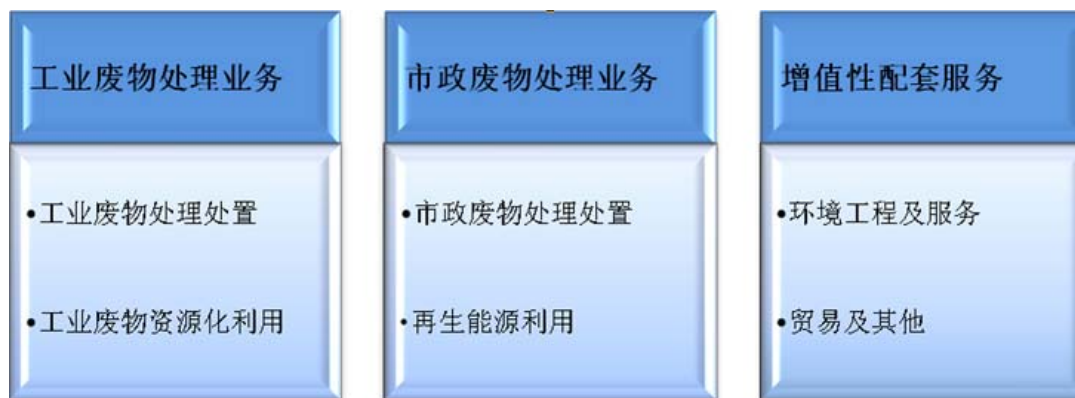 工业废物处理业务
•工业废物处理处置
•工业废物资源化利用
市政废物处理业务
•市政废物处理处置
•再生能源利用
增值性配套服务
•环境工程及服务
•贸易及其他